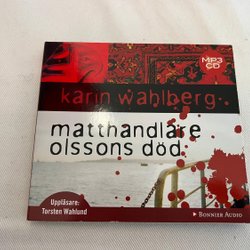 MP3
CD
karin wahlberg
matthandlare
olssons död
Uppläsare:
Torsten Wahlund
BONNIER AUDIO